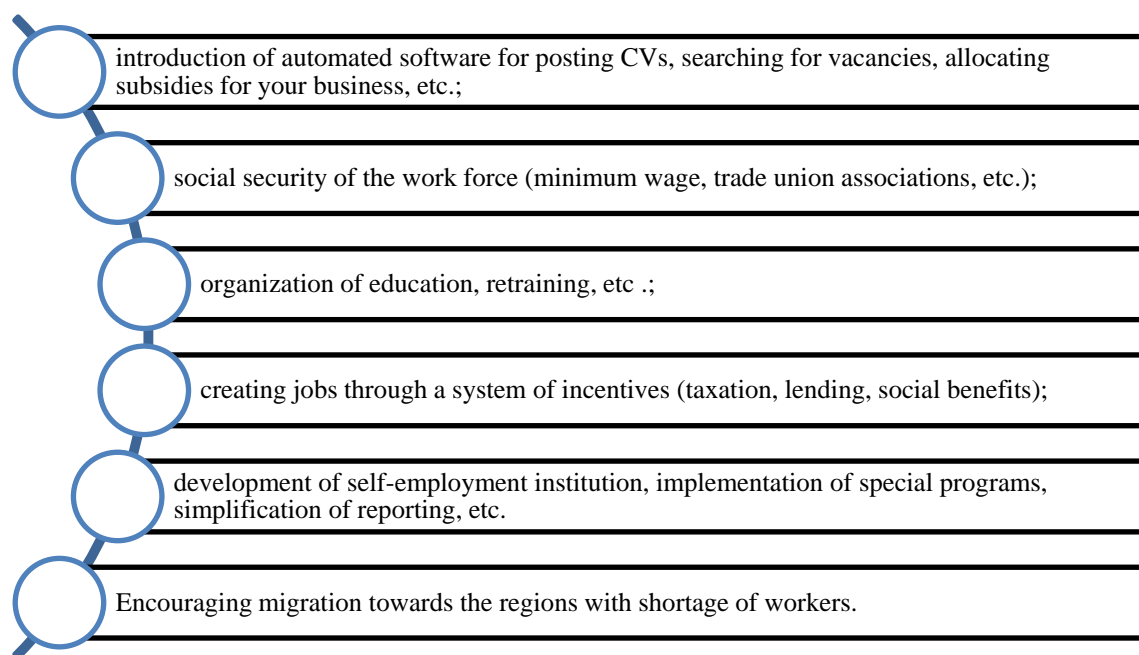 introduction of automated software for posting CVs, searching for vacancies, allocating
subsidies for your business, etc.;
social security of the work force (minimum wage, trade union associations, etc.);
organization of education, retraining, etc .;
creating jobs through a system of incentives (taxation, lending, social benefits);
development of self-employment institution, implementation of special programs,
simplification of reporting, etc.
Encouraging migration towards the regions with shortage of workers.